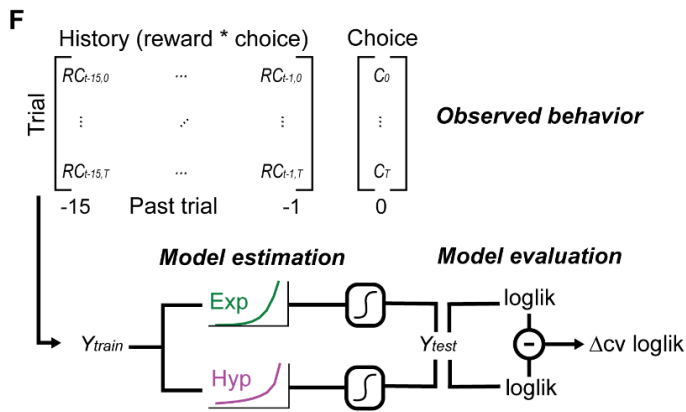 F
History (reward * choice) Choice
Trial
RCt-15,0 ... RCt-1,0 C0
⋮ ⋰ ⋮ ⋮
RCt-15,T ... RCt-1,T CT
Observed behavior
-15 Past trial -1 0
Model estimation Model evaluation
Exp
loglik
Ytrain Ytest - Δcv loglik
Hyp
loglik